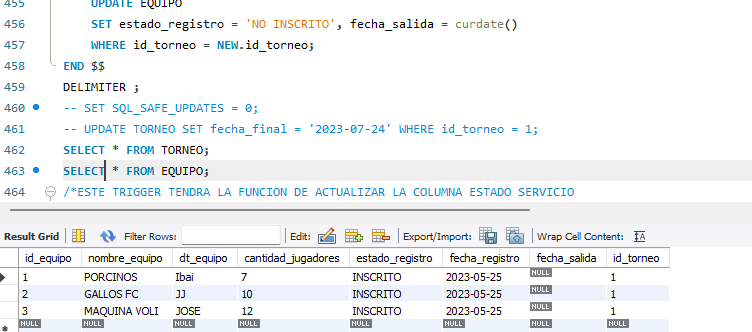 455 UPDATE EQUIPO
456 SET estado_registro = 'NO INSCRITO', fecha_salida = curdate()
457 WHERE id_torneo = NEW.id_torneo;
458 END $$
459 DELIMITER ;
460 -- SET SQL_SAFE_UPDATES = 0;
461 -- UPDATE TORNEO SET fecha_final = '2023-07-24' WHERE id_torneo = 1;
462 SELECT * FROM TORNEO;
463 SELECT * FROM EQUIPO;
464 /*ESTE TRIGGER TENDRA LA FUNCION DE ACTUALIZAR LA COLUMNA ESTADO SERVICIO
Result Grid Filter Rows: Edit: Export/Import: Wrap Cell Content:
id_equipo nombre_equipo dt_equipo cantidad_jugadores estado_registro fecha_registro fecha_salida id_torneo
1 PORCINOS Ibai 7 INSCRITO 2023-05-25 NULL 1
2 GALLOS FC JJ 10 INSCRITO 2023-05-25 NULL 1
3 MAQUINA VOLI JOSE 12 INSCRITO 2023-05-25 NULL 1
NULL NULL NULL NULL NULL NULL NULL NULL